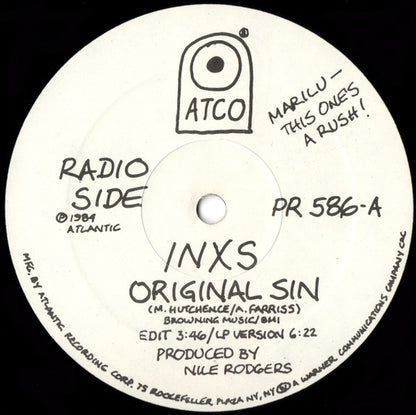 ATCO
MARILU—
THIS ONE'S
A RUSH!
RADIO
SIDE
℗ 1984
ATLANTIC
PR 586-A
INXS
ORIGINAL SIN
(M. HUTCHENCE/A. FARRISS)
BROWNING MUSIC/BMI
EDIT 3:46/LP VERSION 6:22
PRODUCED BY
NILE RODGERS
MFG. BY ATLANTIC RECORDING CORP. 75 ROCKEFELLER PLAZA NY, NY A WARNER COMMUNICATIONS COMPANY